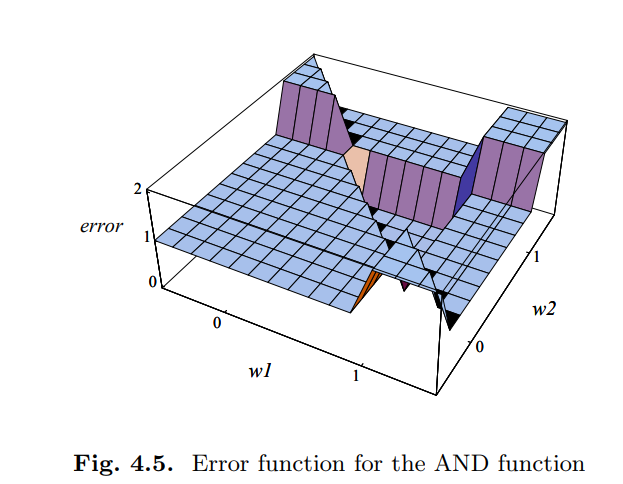 2
error
1
0
0
w1
1
0
w2
1
Fig. 4.5. Error function for the AND function